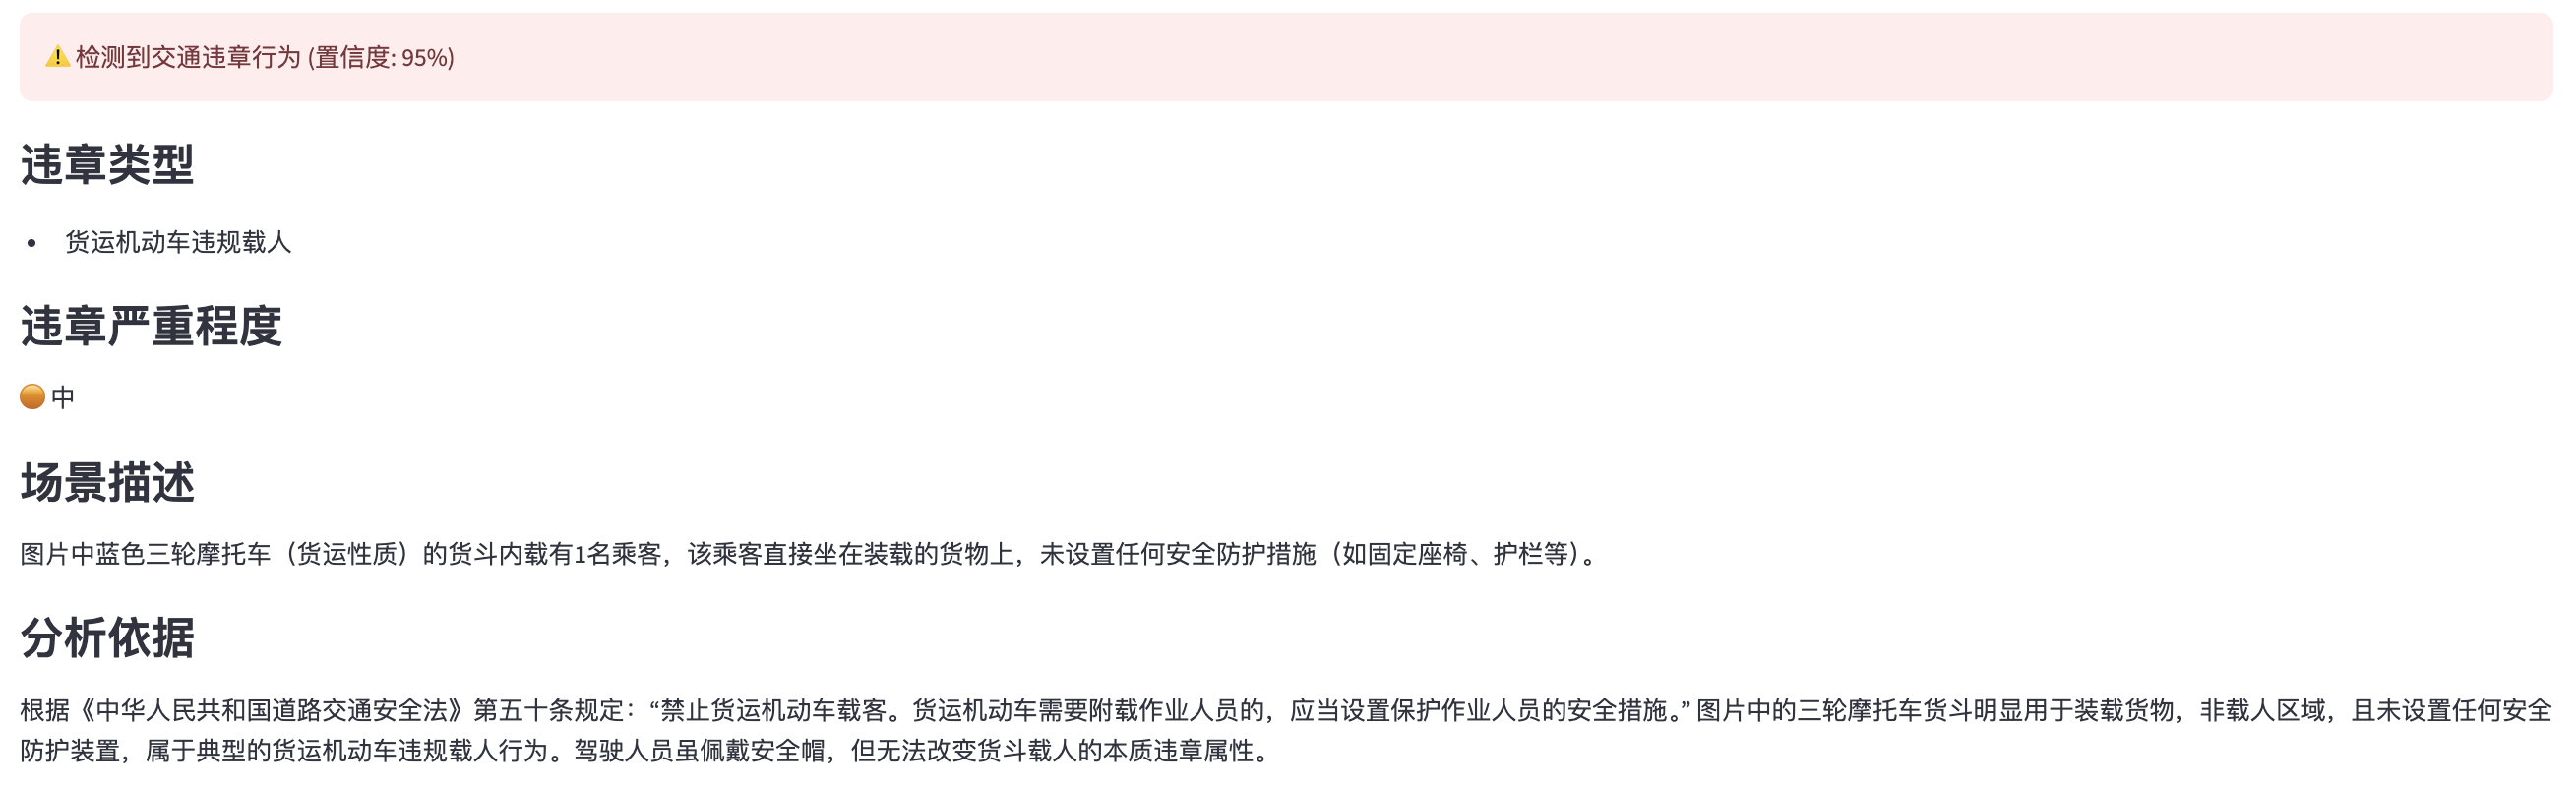 ⚠️ 检测到交通违章行为 (置信度: 95%)
违章类型
• 货运机动车违规载人
违章严重程度
🟠 中
场景描述
图片中蓝色三轮摩托车（货运性质）的货斗内载有1名乘客，该乘客直接坐在装载的货物上，未设置任何安全防护措施（如固定座椅、护栏等）。
分析依据
根据《中华人民共和国道路交通安全法》第五十条规定：“禁止货运机动车载客。货运机动车需要附载作业人员的，应当设置保护作业人员的安全措施。” 图片中的三轮摩托车货斗明显用于装载货物，非载人区域，且未设置任何安全
防护装置，属于典型的货运机动车违规载人行为。驾驶人员虽佩戴安全帽，但无法改变货斗载人的本质违章属性。